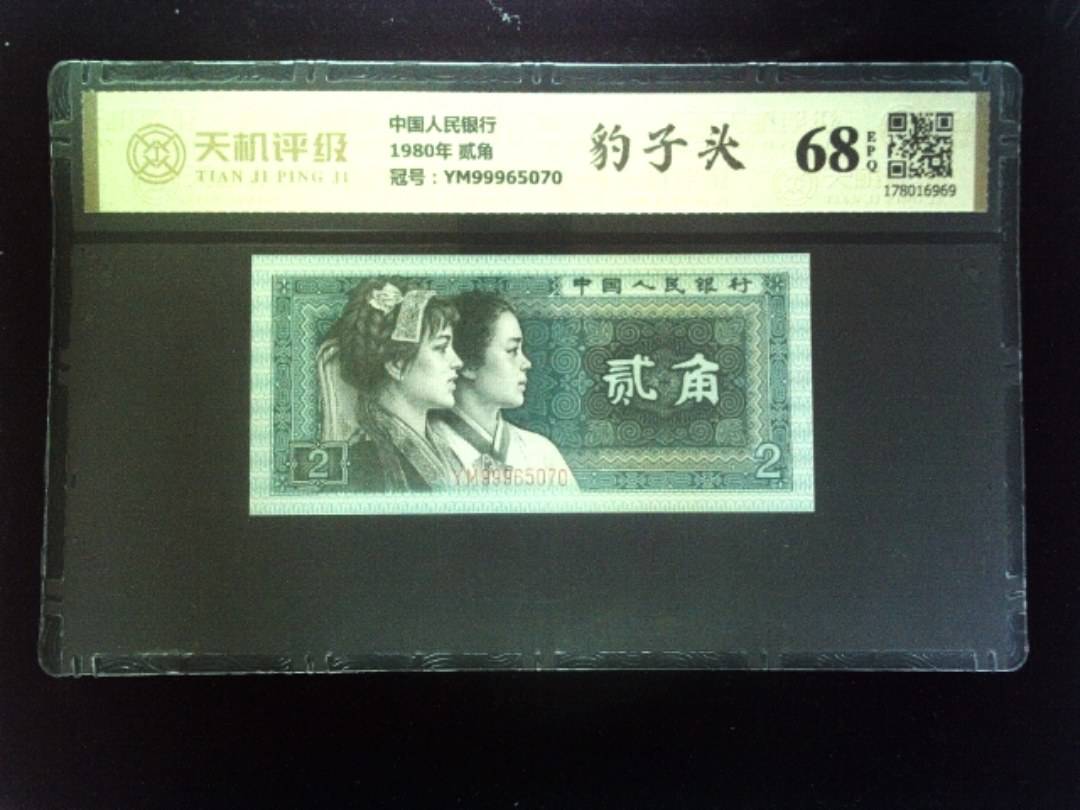 天机评级
TIAN JI PING JI
中国人民银行
1980年 贰角
冠号：YM99965070
豹子头
68
EPQ
178016969
中国人民银行
贰角
2
2
YM99965070